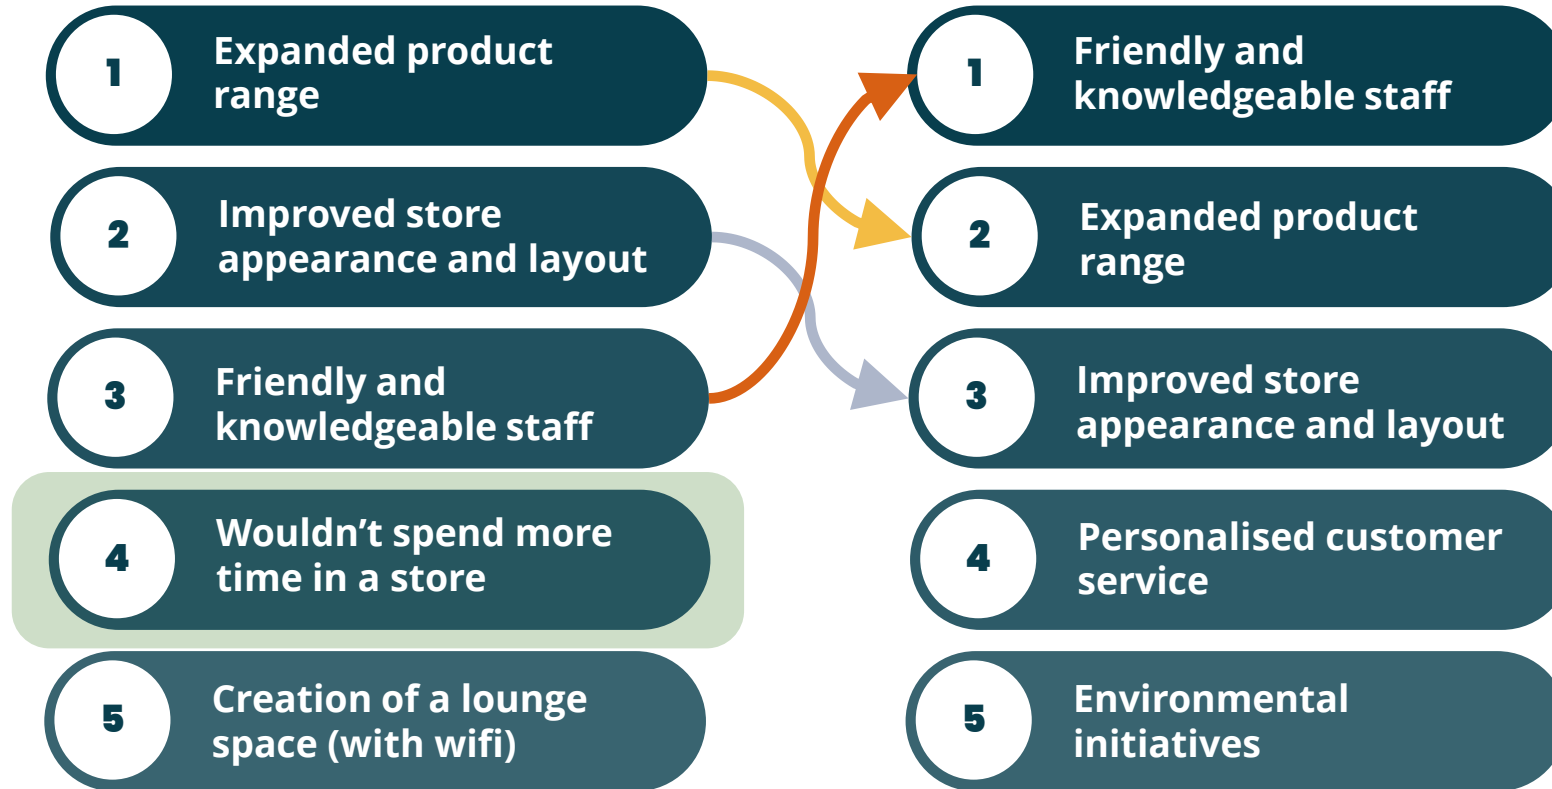 1
Expanded product
range
2
Improved store
appearance and layout
3
Friendly and
knowledgeable staff
4
Wouldn’t spend more
time in a store
5
Creation of a lounge
space (with wifi)
1
Friendly and
knowledgeable staff
2
Expanded product
range
3
Improved store
appearance and layout
4
Personalised customer
service
5
Environmental
initiatives